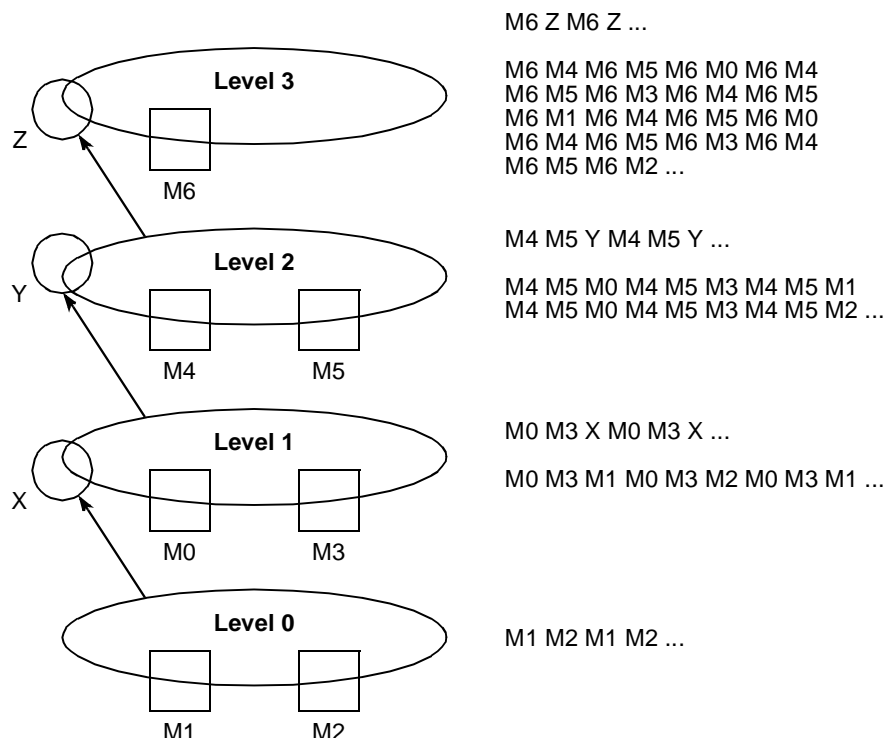 M6 Z M6 Z ...
Level 3
M6 M4 M6 M5 M6 M0 M6 M4
M6 M5 M6 M3 M6 M4 M6 M5
M6 M1 M6 M4 M6 M5 M6 M0
M6 M4 M6 M5 M6 M3 M6 M4
M6 M5 M6 M2 ...
Z
M6
M4 M5 Y M4 M5 Y ...
Level 2
M4 M5 M0 M4 M5 M3 M4 M5 M1
M4 M5 M0 M4 M5 M3 M4 M5 M2 ...
Y
M4
M5
M0 M3 X M0 M3 X ...
Level 1
M0 M3 M1 M0 M3 M2 M0 M3 M1 ...
X
M0
M3
Level 0
M1 M2 M1 M2 ...
M1
M2